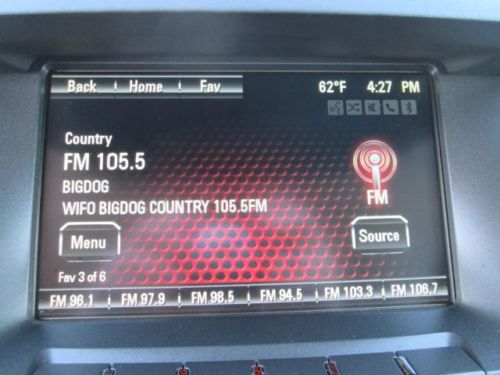 Back Home Fav 62°F 4:27 PM
Country
FM 105.5
BIGDOG
WIFO BIGDOG COUNTRY 105.5FM
FM
Menu Source
Fav 3 of 6
FM 96.1 FM 97.9 FM 98.5 FM 94.5 FM 103.3 FM 106.7